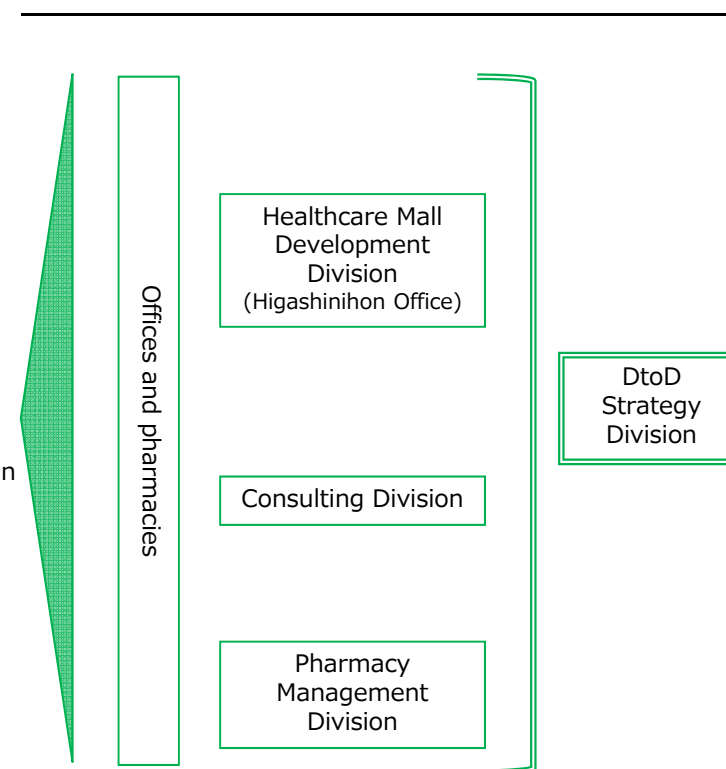 Healthcare Mall
Development
Division
(Higashinihon Office)
Offices and pharmacies
DtoD
Strategy
Division
n
Consulting Division
Pharmacy
Management
Division